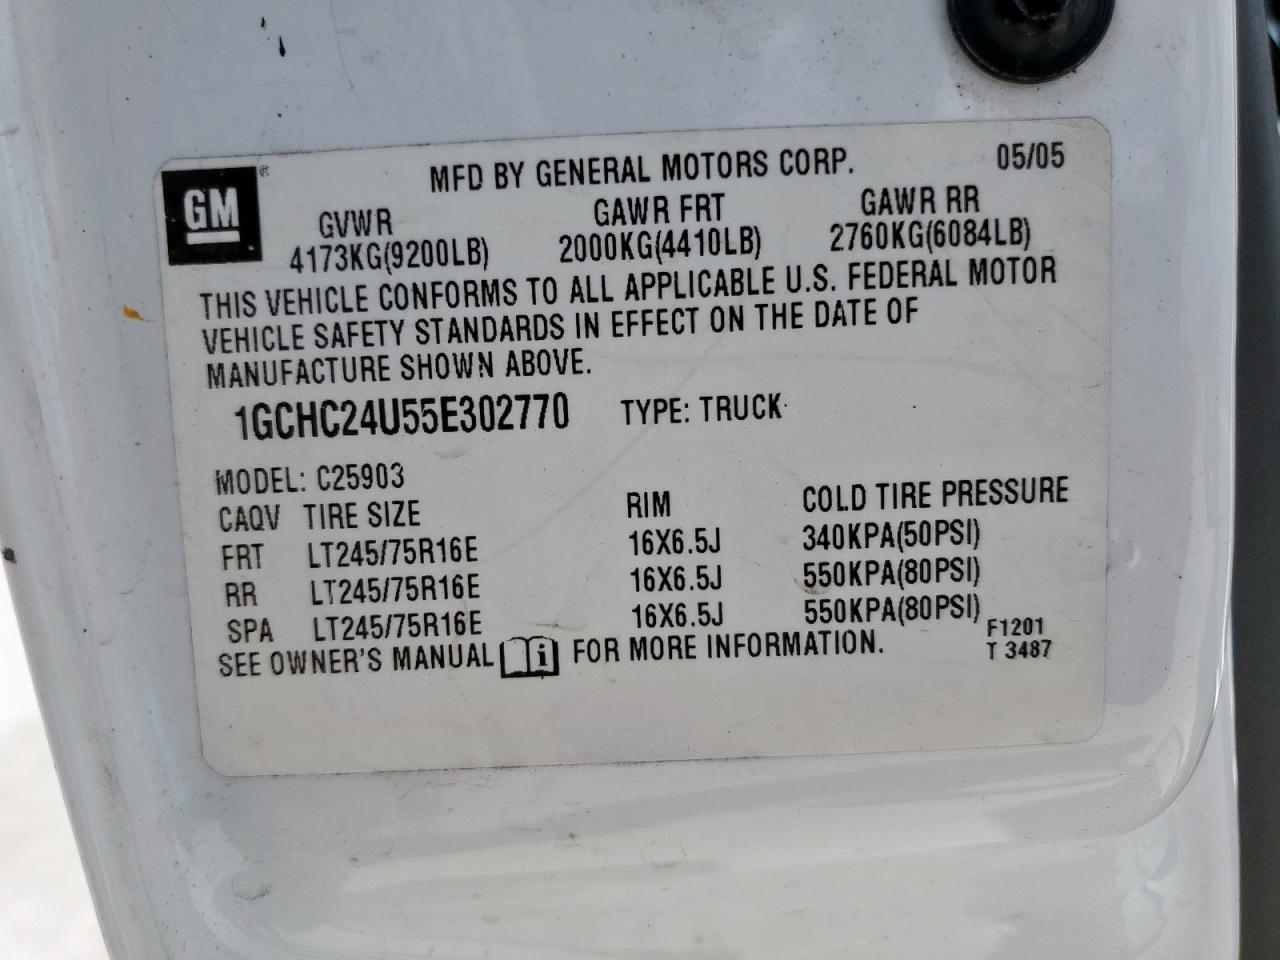 GM®
MFD BY GENERAL MOTORS CORP. 05/05
GVWR GAWR FRT GAWR RR
4173KG(9200LB) 2000KG(4410LB) 2760KG(6084LB)
THIS VEHICLE CONFORMS TO ALL APPLICABLE U.S. FEDERAL MOTOR
VEHICLE SAFETY STANDARDS IN EFFECT ON THE DATE OF
MANUFACTURE SHOWN ABOVE.
1GCHC24U55E302770 TYPE: TRUCK
MODEL: C25903
CAQV TIRE SIZE RIM COLD TIRE PRESSURE
FRT LT245/75R16E 16X6.5J 340KPA(50PSI)
RR LT245/75R16E 16X6.5J 550KPA(80PSI)
SPA LT245/75R16E 16X6.5J 550KPA(80PSI)
SEE OWNER'S MANUAL i FOR MORE INFORMATION.
F1201
T 3487